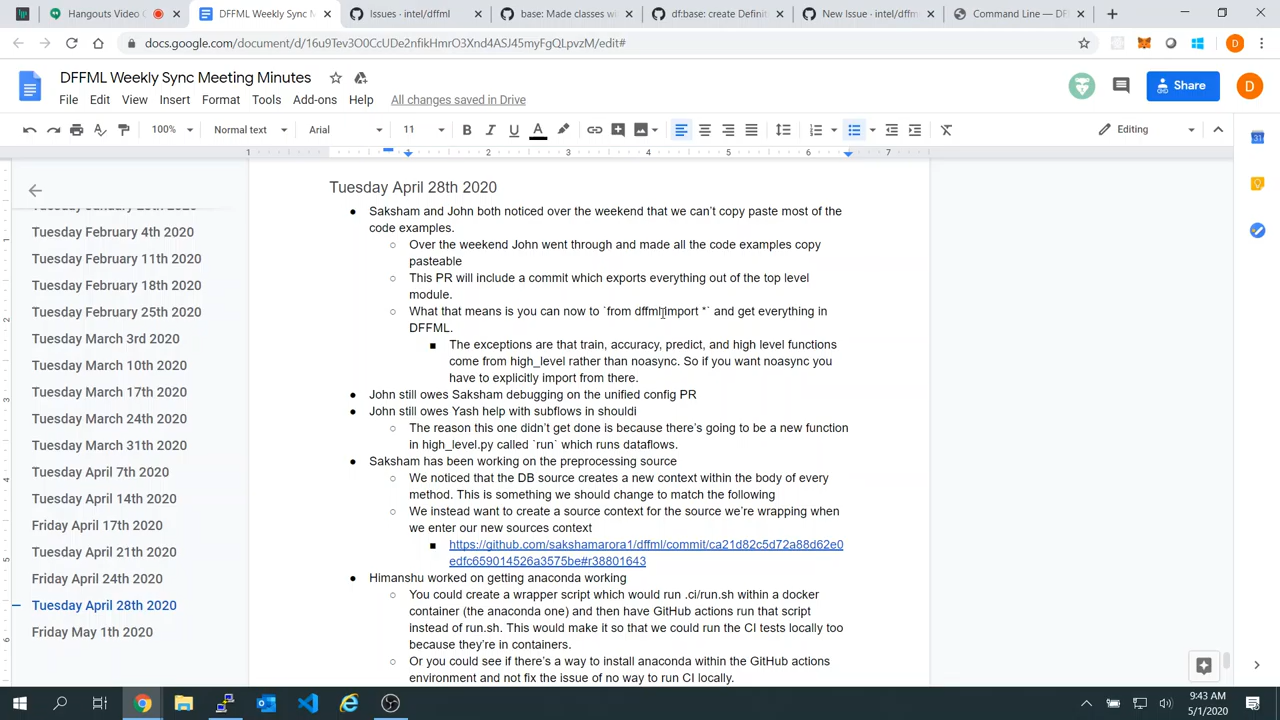 Hangouts Video C
DFFML Weekly Sync M
Issues · intel/dffml
base: Made classes w
df:base: create Definit
New Issue · intel/dffm
Command Line — DF
docs.google.com/document/d/16u9Tev3O0CcUDe2nfikHmrO3Xnd4ASJ45myFgQLpvzM/edit#
DFFML Weekly Sync Meeting Minutes
File Edit View Insert Format Tools Add-ons Help All changes saved in Drive
Share
D
100% Normal text Arial 11 Editing
1 1 2 3 4 5 6 7
Tuesday February 4th 2020
Tuesday February 11th 2020
Tuesday February 18th 2020
Tuesday February 25th 2020
Tuesday March 3rd 2020
Tuesday March 10th 2020
Tuesday March 17th 2020
Tuesday March 24th 2020
Tuesday March 31st 2020
Tuesday April 7th 2020
Tuesday April 14th 2020
Friday April 17th 2020
Tuesday April 21th 2020
Friday April 24th 2020
Tuesday April 28th 2020
Friday May 1th 2020
Tuesday April 28th 2020
Saksham and John both noticed over the weekend that we can't copy paste most of the
code examples.
Over the weekend John went through and made all the code examples copy
pasteable
This PR will include a commit which exports everything out of the top level
module.
What that means is you can now to `from dffml import *` and get everything in
DFFML.
The exceptions are that train, accuracy, predict, and high level functions
come from high_level rather than noasync. So if you want noasync you
have to explicitly import from there.
John still owes Saksham debugging on the unified config PR
John still owes Yash help with subflows in shouldi
The reason this one didn't get done is because there's going to be a new function
in high_level.py called `run` which runs dataflows.
Saksham has been working on the preprocessing source
We noticed that the DB source creates a new context within the body of every
method. This is something we should change to match the following
We instead want to create a source context for the source we're wrapping when
we enter our new sources context
https://github.com/sakshamarora1/dffml/commit/ca21d82c5d72a88d62e0
edfc659014526a3575be#r38801643
Himanshu worked on getting anaconda working
You could create a wrapper script which would run .ci/run.sh within a docker
container (the anaconda one) and then have GitHub actions run that script
instead of run.sh. This would make it so that we could run the CI tests locally too
because they're in containers.
Or you could see if there's a way to install anaconda within the GitHub actions
environment and not fix the issue of no way to run CI locally.
9:43 AM
5/1/2020